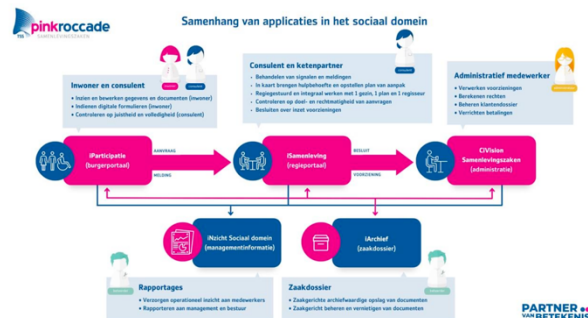 pinkroccade
SAMENLEVINGSZAKEN
Samenhang van applicaties in het sociaal domein
Inwoner en consulent
• Inzien en bewerken gegevens en documenten (inwoner)
• Indienen digitale formulieren (inwoner)
• Controleren op juistheid en volledigheid (consulent)
Consulent en ketenpartner
• Behandelen van signalen en meldingen
• In kaart brengen hulpbehoefte en opstellen plan van aanpak
• Regiegestuurd en integraal werken met 1 gezin, 1 plan en 1 regisseur
• Controleren op doel- en rechtmatigheid van aanvragen
• Besluiten over inzet voorzieningen
Administratief medewerker
• Verwerken voorzieningen
• Berekenen rechten
• Beheren klantendossier
• Verrichten betalingen
iParticipatie
(burgerportaal)
AANVRAAG
MELDING
iSamenleving
(regieportaal)
BESLUIT
VOORZIENING
CiVision
Samenlevingszaken
(administratie)
iNzicht Sociaal domein
(managementinformatie)
iArchief
(zaakdossier)
Rapportages
• Verzorgen operationeel inzicht aan medewerkers
• Rapporteren aan management en bestuur
Zaakdossier
• Zaakgerichte archiefwaardige opslag van documenten
• Zaakgericht beheren en vernietigen van documenten
PARTNER
VAN BETEKENIS